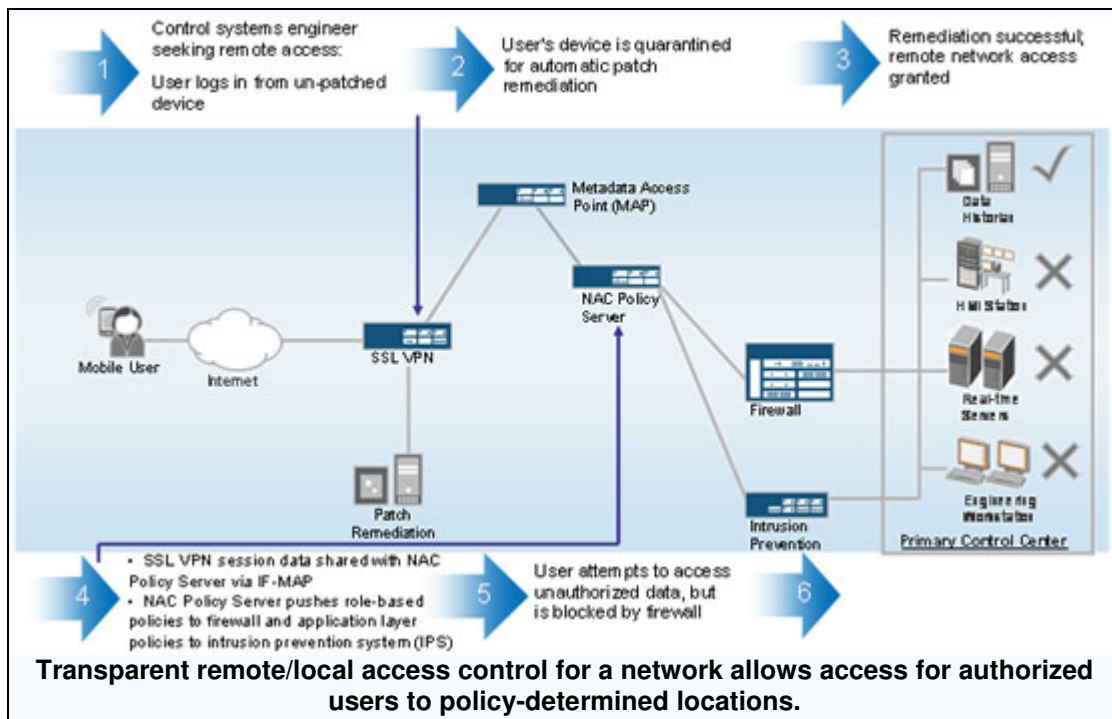 1
Control systems engineer
seeking remote access:
User logs in from un-patched
device
2
User's device is quarantined
for automatic patch
remediation
3
Remediation successful;
remote network access
granted
Metadata Access
Point (MAP)
NAC Policy
Server
SSL VPN
Mobile User
Internet
Patch
Remediation
Firewall
Intrusion
Prevention
Data
Historian
HMI Station
Real-time
Servers
Engineering
Workstation
Primary Control Center
4
• SSL VPN session data shared with NAC
Policy Server via IF-MAP
• NAC Policy Server pushes role-based
policies to firewall and application layer
policies to intrusion prevention system (IPS)
5
User attempts to access
unauthorized data, but
is blocked by firewall
6
Transparent remote/local access control for a network allows access for authorized
users to policy-determined locations.